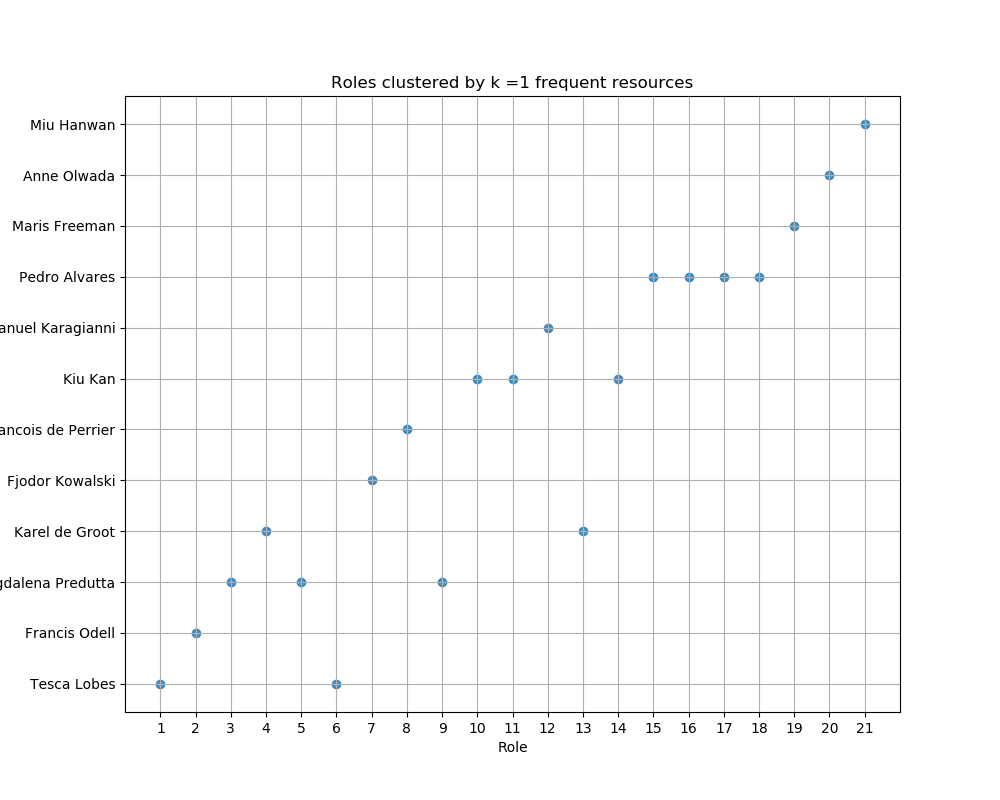 Roles clustered by k =1 frequent resources
Miu Hanwan
Anne Olwada
Maris Freeman
Pedro Alvares
anuel Karagianni
Kiu Kan
ancois de Perrier
Fjodor Kowalski
Karel de Groot
gdalena Predutta
Francis Odell
Tesca Lobes
1 2 3 4 5 6 7 8 9 10 11 12 13 14 15 16 17 18 19 20 21
Role